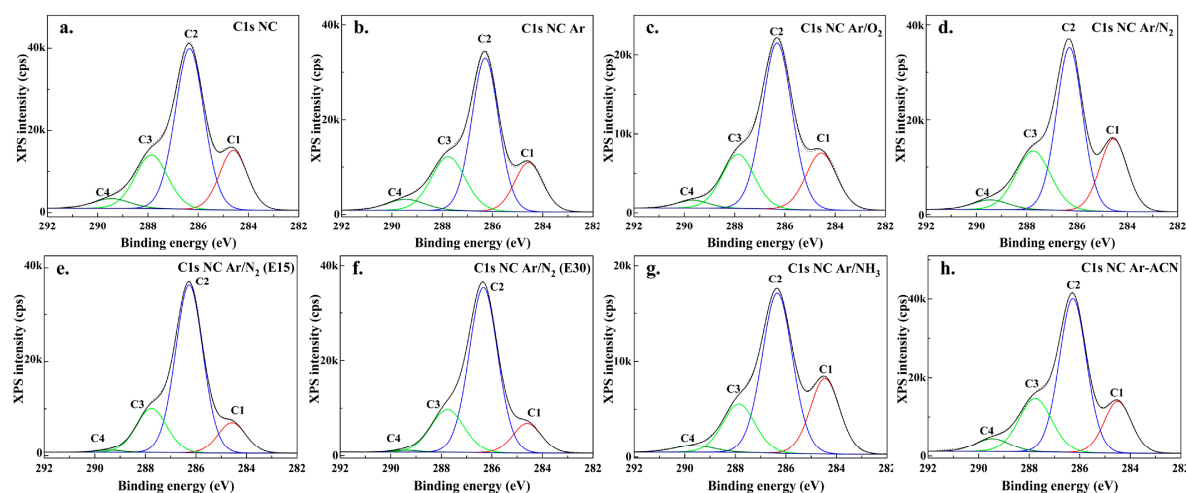 a.
C1s NC
C2
C3
C1
C4
XPS intensity (cps)
40k
20k
0
292
290
288
286
284
282
Binding energy (eV)
b.
C1s NC Ar
C2
C3
C1
C4
XPS intensity (cps)
40k
20k
0
292
290
288
286
284
282
Binding energy (eV)
c.
C1s NC Ar/O₂
C2
C3
C1
C4
XPS intensity (cps)
20k
10k
0
292
290
288
286
284
282
Binding energy (eV)
d.
C1s NC Ar/N₂
C2
C3
C1
C4
XPS intensity (cps)
40k
20k
0
292
290
288
286
284
282
Binding energy (eV)
e.
C1s NC Ar/N₂ (E15)
C2
C3
C1
C4
XPS intensity (cps)
40k
20k
0
292
290
288
286
284
282
Binding energy (eV)
f.
C1s NC Ar/N₂ (E30)
C2
C3
C1
C4
XPS intensity (cps)
40k
20k
0
292
290
288
286
284
282
Binding energy (eV)
g.
C1s NC Ar/NH₃
C2
C3
C1
C4
XPS intensity (cps)
20k
10k
0
292
290
288
286
284
282
Binding energy (eV)
h.
C1s NC Ar-ACN
C2
C3
C1
C4
XPS intensity (cps)
40k
20k
0
292
290
288
286
284
282
Binding energy (eV)